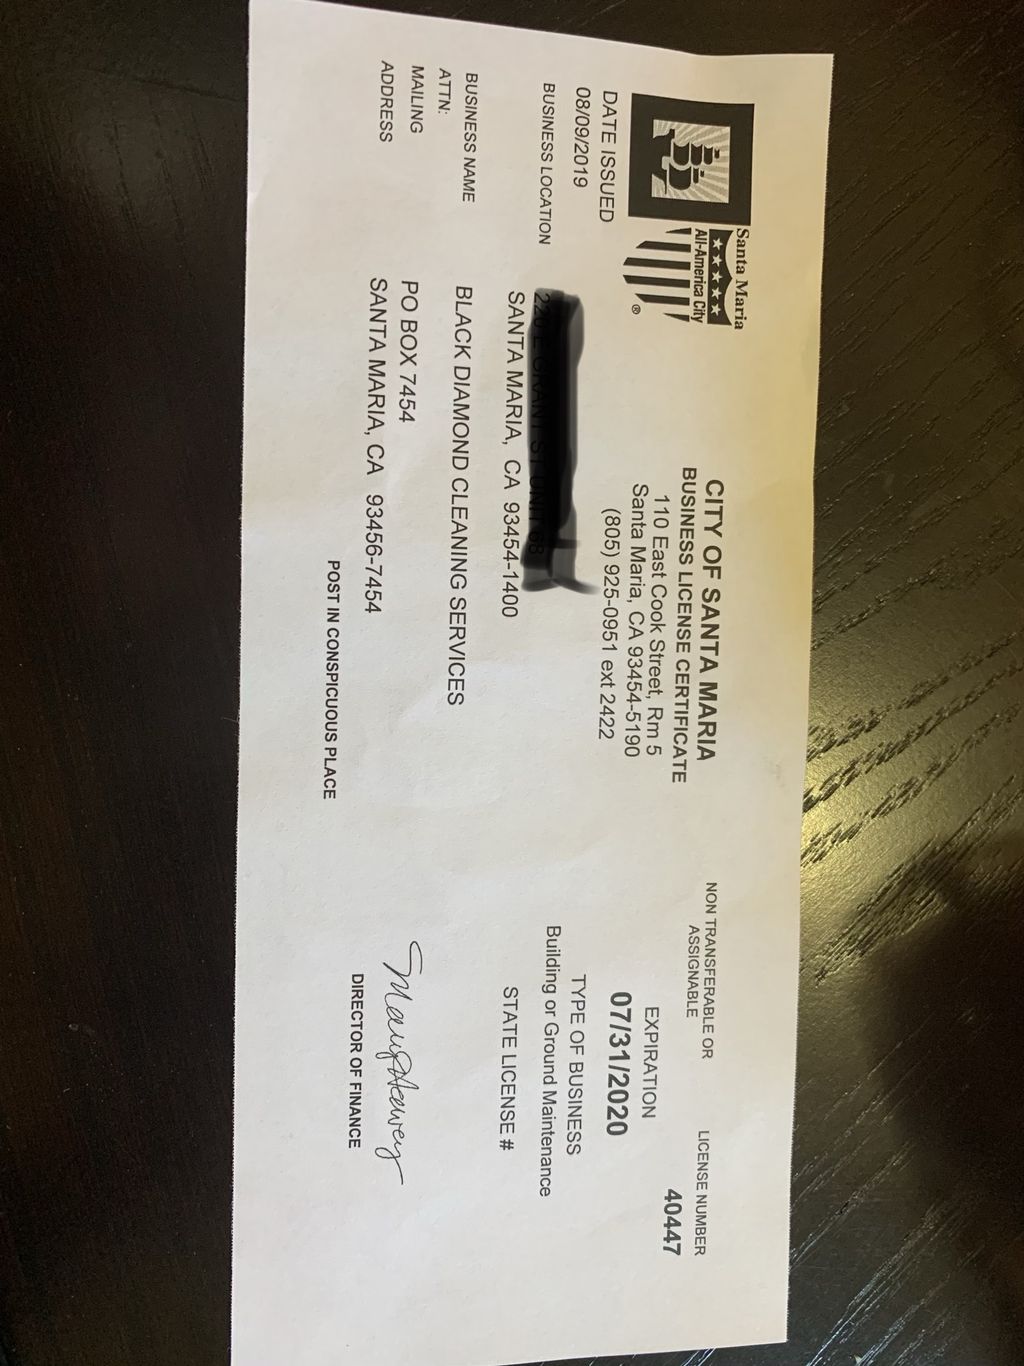 Santa Maria
All-America City
®
CITY OF SANTA MARIA
BUSINESS LICENSE CERTIFICATE
110 East Cook Street, Rm 5
Santa Maria, CA 93454-5190
(805) 925-0951 ext 2422
NON TRANSFERABLE OR
ASSIGNABLE
LICENSE NUMBER
40447
DATE ISSUED
08/09/2019
EXPIRATION
07/31/2020
BUSINESS LOCATION
SANTA MARIA, CA 93454-1400
TYPE OF BUSINESS
Building or Ground Maintenance
STATE LICENSE #
BUSINESS NAME
BLACK DIAMOND CLEANING SERVICES
ATTN:
MAILING
ADDRESS
PO BOX 7454
SANTA MARIA, CA 93456-7454
POST IN CONSPICUOUS PLACE
DIRECTOR OF FINANCE